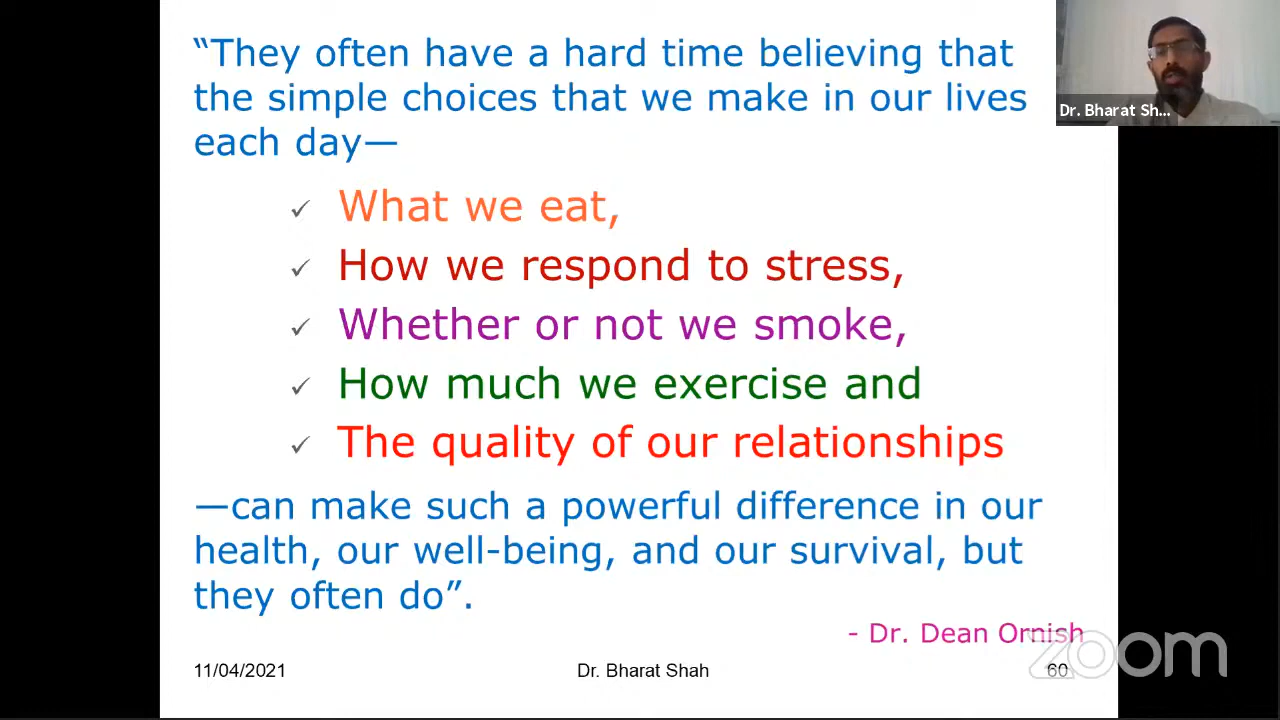 “They often have a hard time believing that
the simple choices that we make in our lives
each day—
✓ What we eat,
✓ How we respond to stress,
✓ Whether or not we smoke,
✓ How much we exercise and
✓ The quality of our relationships
—can make such a powerful difference in our
health, our well-being, and our survival, but
they often do”.
- Dr. Dean Ornish
11/04/2021
Dr. Bharat Shah
60
zoom
Dr. Bharat Sh...